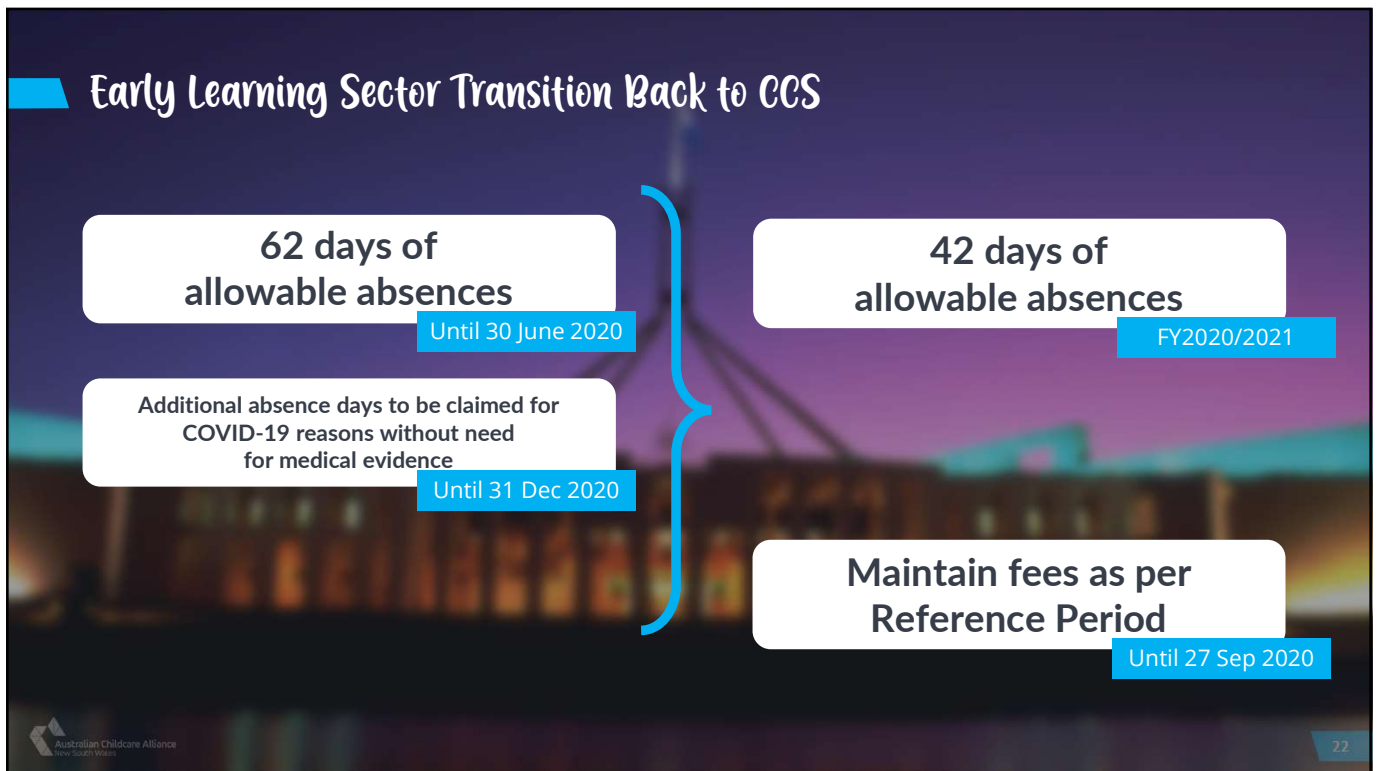 Early Learning Sector Transition Back to CCS
62 days of
allowable absences
Until 30 June 2020
Additional absence days to be claimed for
COVID-19 reasons without need
for medical evidence
Until 31 Dec 2020
42 days of
allowable absences
FY2020/2021
Maintain fees as per
Reference Period
Until 27 Sep 2020
Australian Childcare Alliance
New South Wales
22